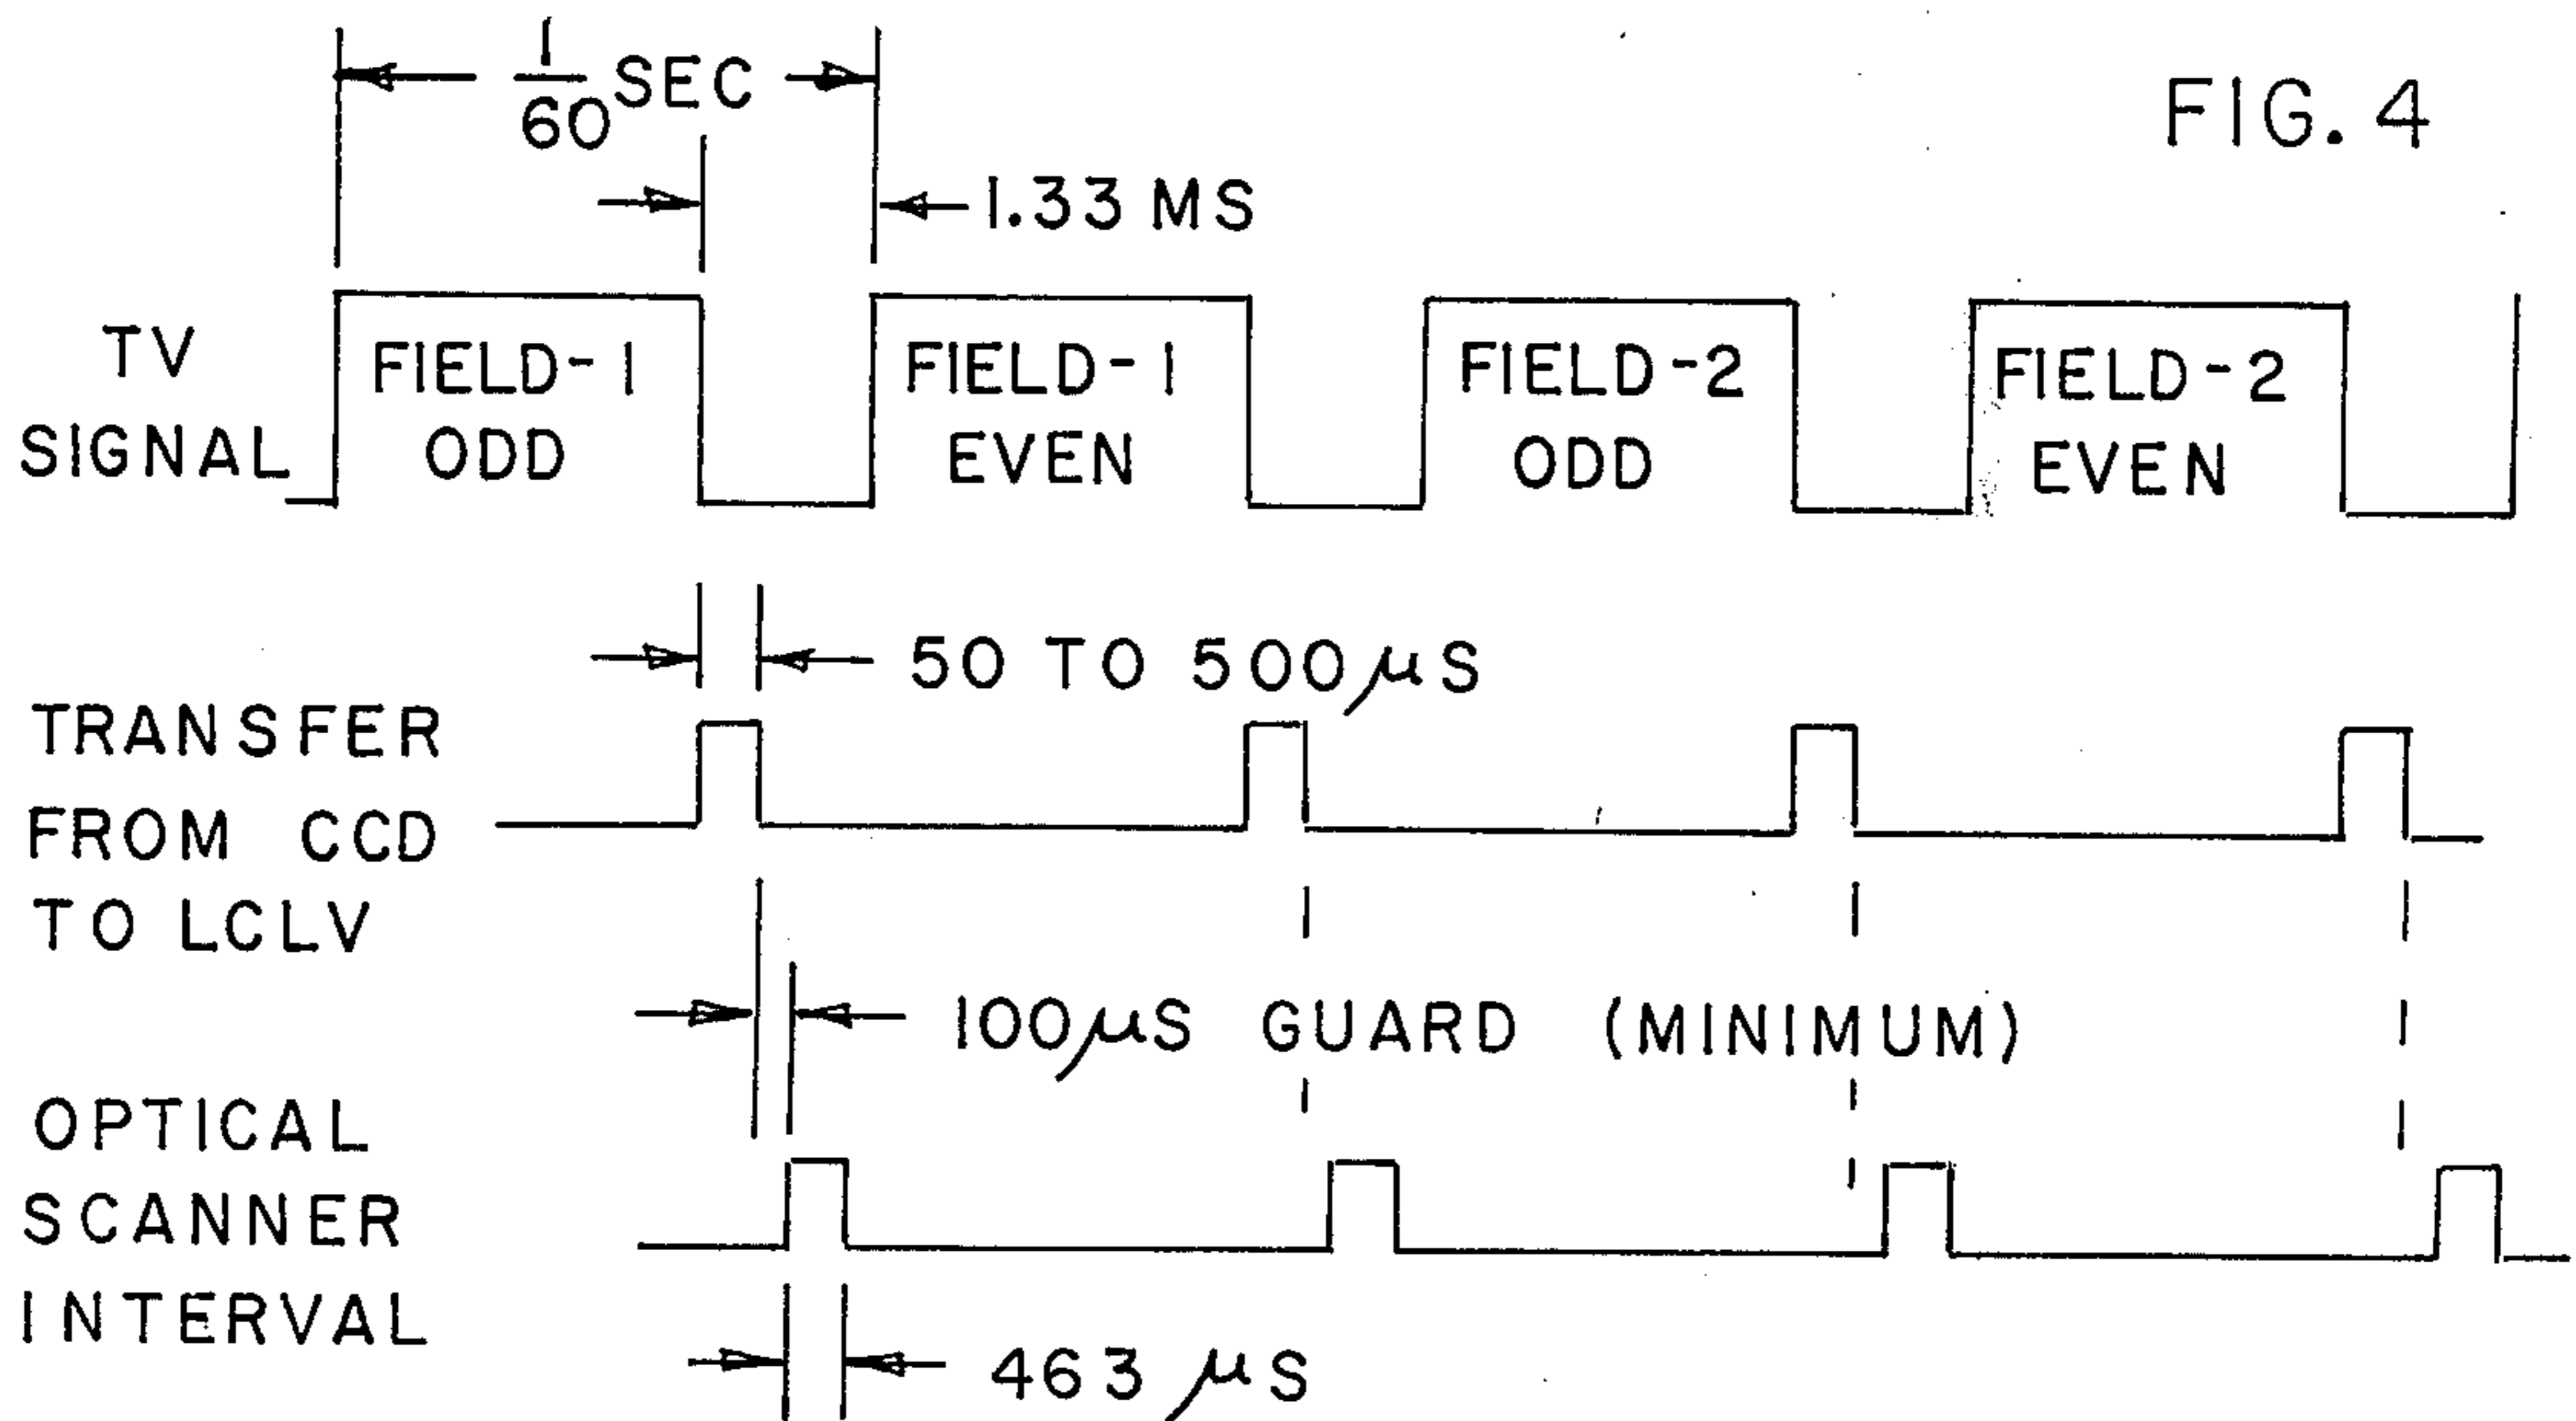 FIG. 4
1/60 SEC
1.33 MS
TV
SIGNAL
FIELD-1
ODD
FIELD-1
EVEN
FIELD-2
ODD
FIELD-2
EVEN
50 TO 500 μS
TRANSFER
FROM CCD
TO LCLV
100 μS GUARD (MINIMUM)
OPTICAL
SCANNER
INTERVAL
463 μS